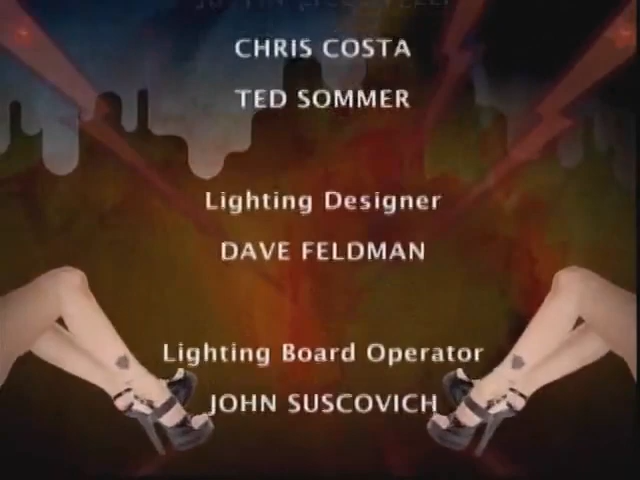 CHRIS COSTA
TED SOMMER
Lighting Designer
DAVE FELDMAN
Lighting Board Operator
JOHN SUSCOVICH